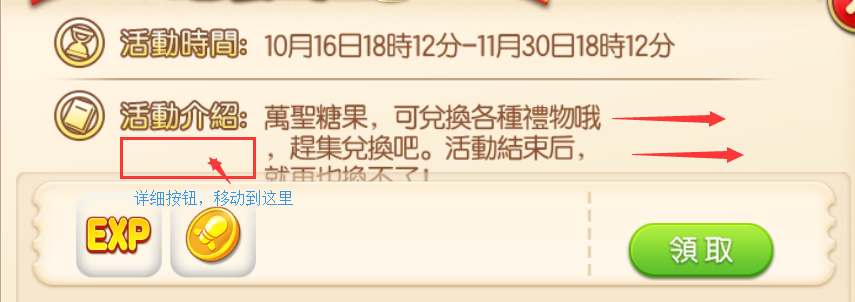 活動時間：10月16日18時12分-11月30日18時12分
活動介紹：萬聖糖果，可兌換各種禮物哦
，趕集兌換吧。活動結束后，
就再也換不了！
详细按钮，移动到这里
EXP
領取